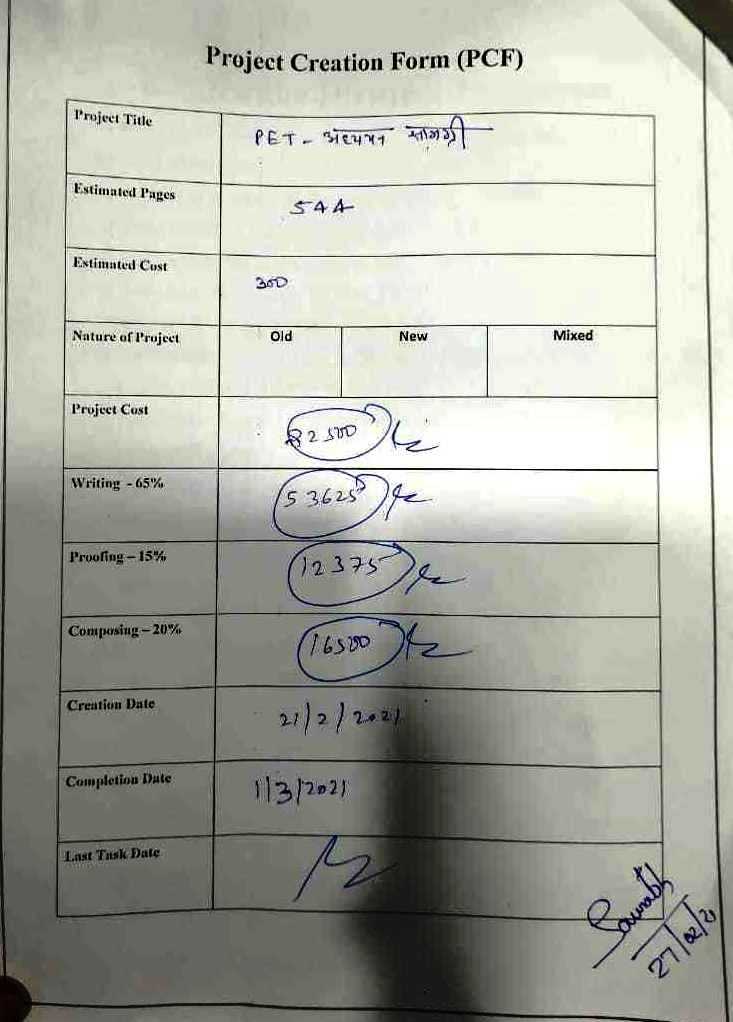 Project Creation Form (PCF)
Project Title
PET - अध्ययन सामग्री
Estimated Pages
544
Estimated Cost
300
Nature of Project Old New Mixed
Project Cost
82500
Writing - 65%
53625
Proofing – 15%
12375
Composing – 20%
16500
Creation Date
21/2/2021
Completion Date
1/3/2021
Last Task Date
Saurabh
27/02/21